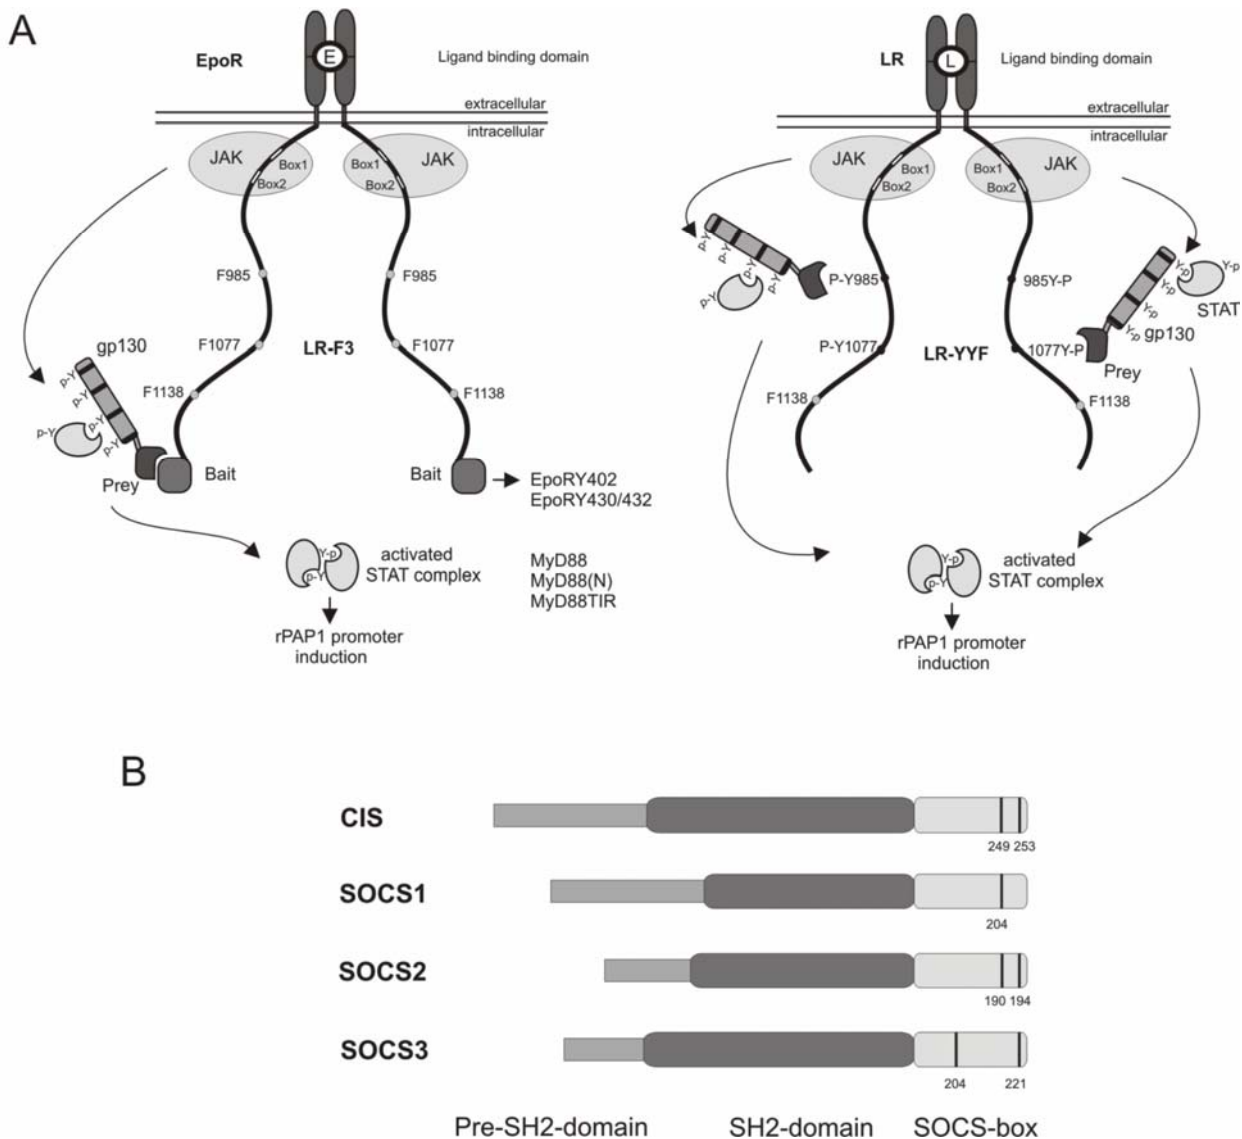 A
EpoR
E
Ligand binding domain
extracellular
intracellular
JAK
Box1
Box2
Box1
Box2
JAK
F985
F985
F1077
LR-F3
F1077
gp130
F1138
F1138
p-Y
p-Y
p-Y
p-Y
p-Y
Prey
Bait
Bait
EpoRY402
EpoRY430/432
Y-p
p-Y
activated
STAT complex
MyD88
MyD88(N)
MyD88TIR
rPAP1 promoter
induction
LR
L
Ligand binding domain
extracellular
intracellular
JAK
Box1
Box2
Box1
Box2
JAK
p-Y
p-Y
p-Y
p-Y
p-Y
P-Y985
985Y-P
Y-p
Y-p
Y-p
Y-p
Y-p
STAT
gp130
P-Y1077
LR-YYF
1077Y-P
Prey
F1138
F1138
Y-p
p-Y
activated
STAT complex
rPAP1 promoter
induction
B
CIS
249 253
SOCS1
204
SOCS2
190 194
SOCS3
204 221
Pre-SH2-domain SH2-domain SOCS-box